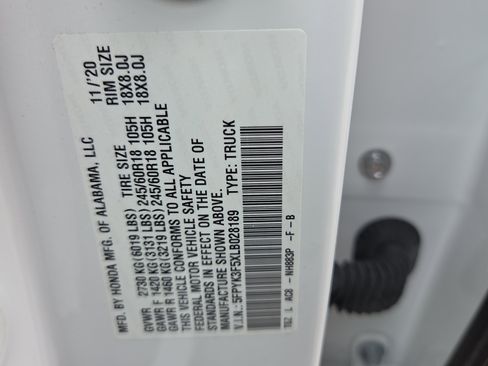 MFD. BY HONDA MFG. OF ALABAMA, LLC 11/'20
TIRE SIZE RIM SIZE
GVWR 2730 KG (6019 LBS)
GAWR F 1420 KG (3131 LBS) 245/60R18 105H 18X8.0J
GAWR R 1460 KG (3219 LBS) 245/60R18 105H 18X8.0J
THIS VEHICLE CONFORMS TO ALL APPLICABLE
FEDERAL MOTOR VEHICLE SAFETY
STANDARDS IN EFFECT ON THE DATE OF
MANUFACTURE SHOWN ABOVE.
V.I.N.: 5FPYK3F5XLB028189 TYPE: TRUCK
T6Z L AC8 -NH883P -F -B